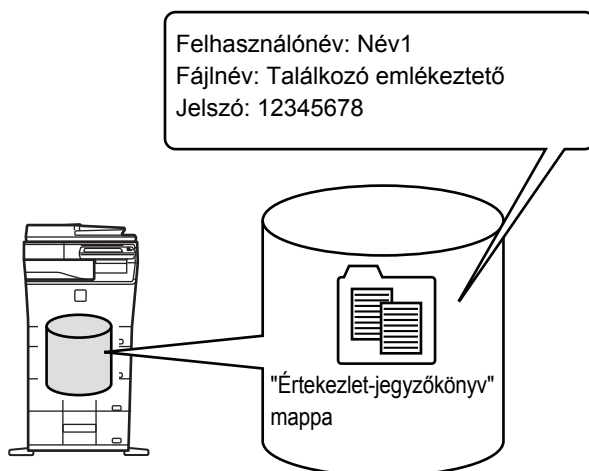 Felhasználónév: Név1
Fájlnév: Találkozó emlékeztető
Jelszó: 12345678
"Értekezlet-jegyzőkönyv"
mappa